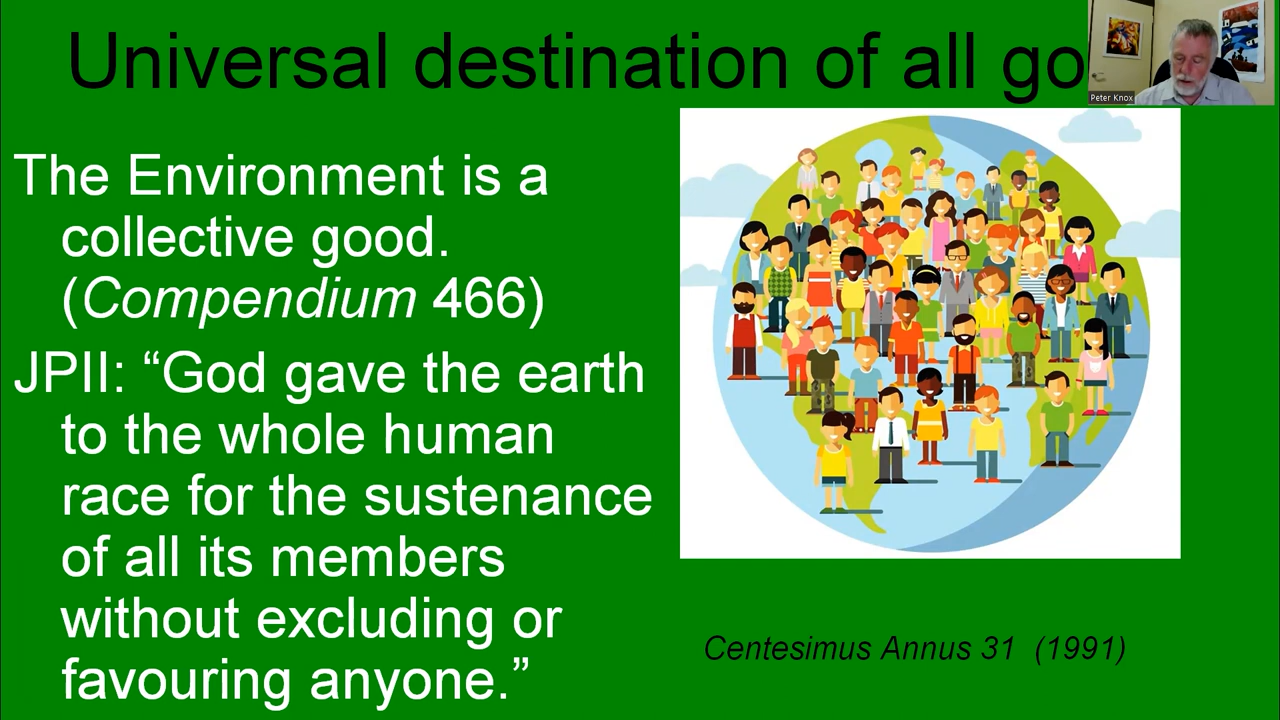 Universal destination of all go
Peter Knox
The Environment is a
collective good.
(Compendium 466)
JPII: “God gave the earth
to the whole human
race for the sustenance
of all its members
without excluding or
favouring anyone.”
Centesimus Annus 31 (1991)